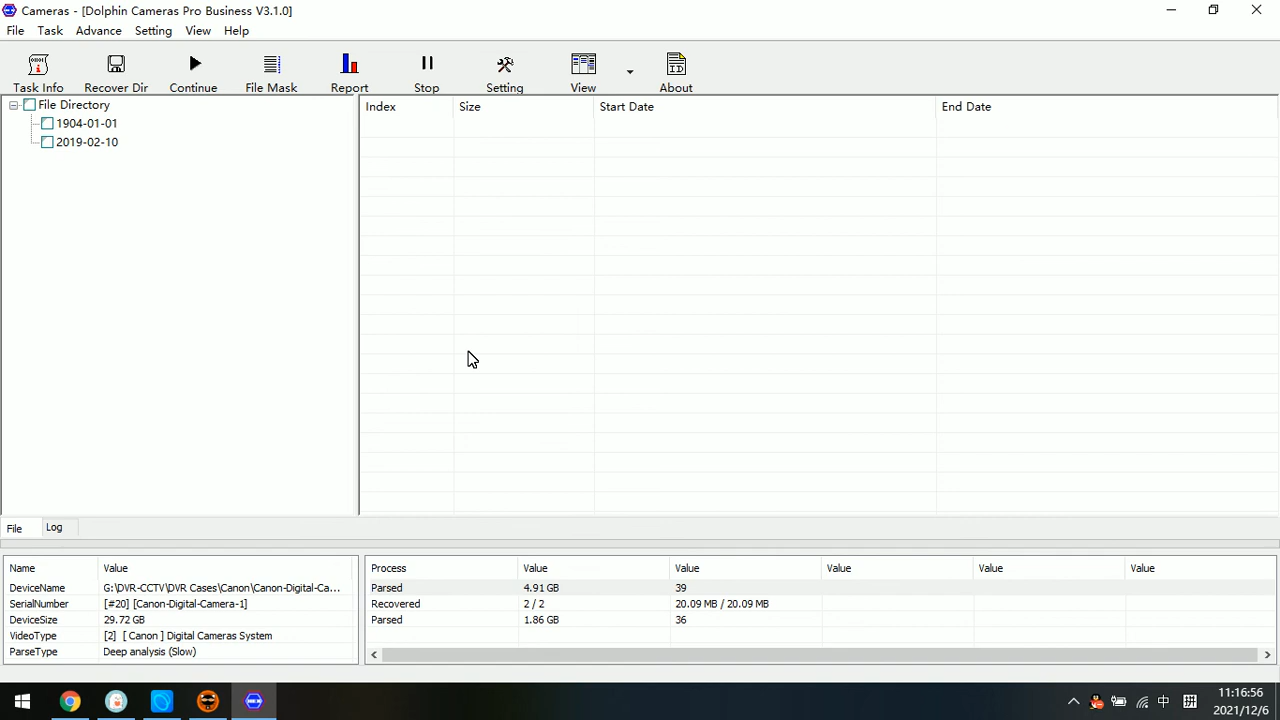 Cameras - [Dolphin Cameras Pro Business V3.1.0]
File Task Advance Setting View Help
Task Info Recover Dir Continue File Mask Report Stop Setting View About
File Directory
1904-01-01
2019-02-10
Index Size Start Date End Date
File Log
Name Value
DeviceName G:\DVR-CCTV\DVR Cases\Canon\Canon-Digital-Ca...
SerialNumber [#20] [Canon-Digital-Camera-1]
DeviceSize 29.72 GB
VideoType [2] [ Canon ] Digital Cameras System
ParseType Deep analysis (Slow)
Process Value Value Value Value Value
Parsed 4.91 GB 39
Recovered 2 / 2 20.09 MB / 20.09 MB
Parsed 1.86 GB 36
中 拼 11:16:56
2021/12/6